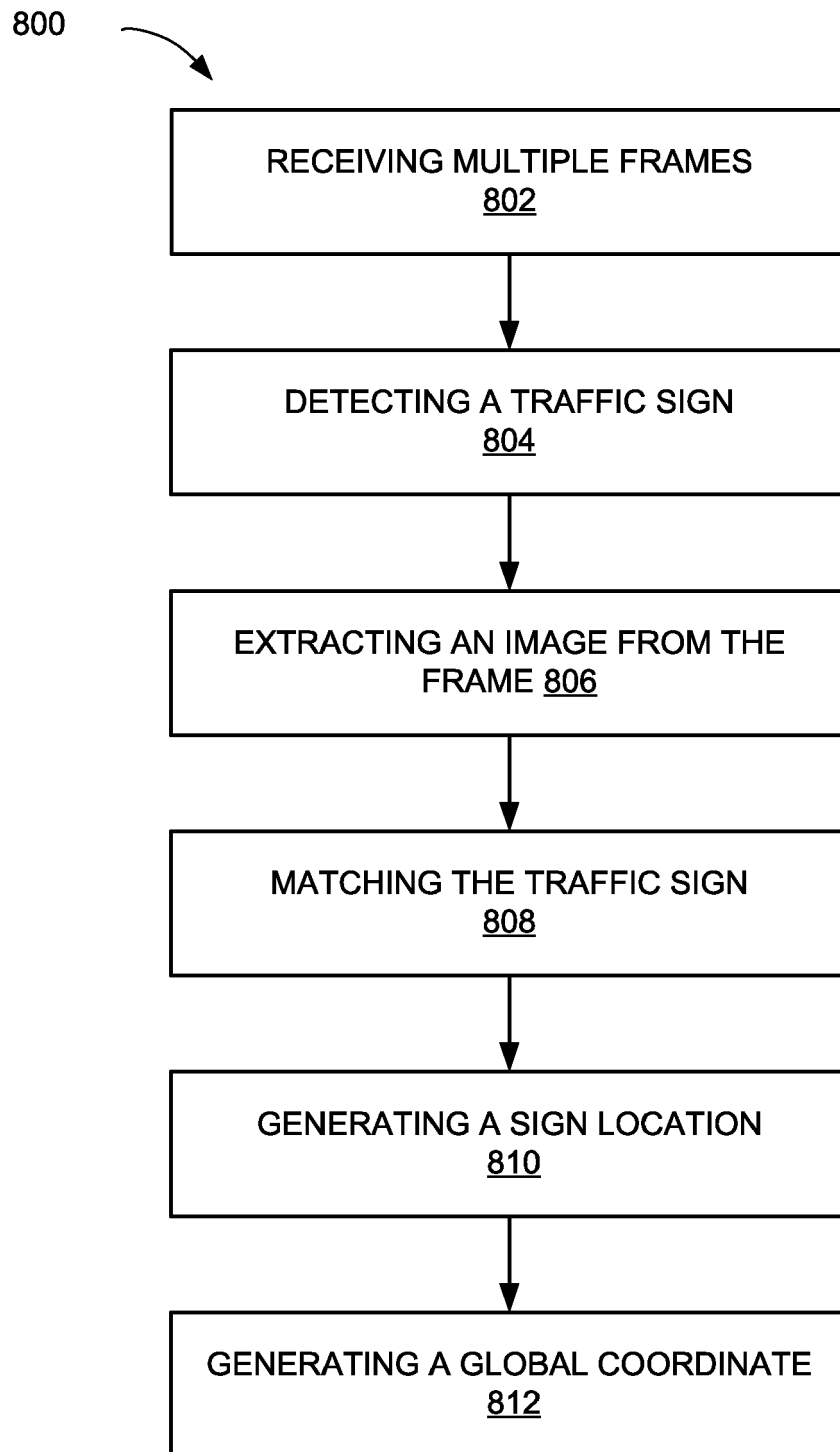 800
RECEIVING MULTIPLE FRAMES
802
DETECTING A TRAFFIC SIGN
804
EXTRACTING AN IMAGE FROM THE
FRAME 806
MATCHING THE TRAFFIC SIGN
808
GENERATING A SIGN LOCATION
810
GENERATING A GLOBAL COORDINATE
812